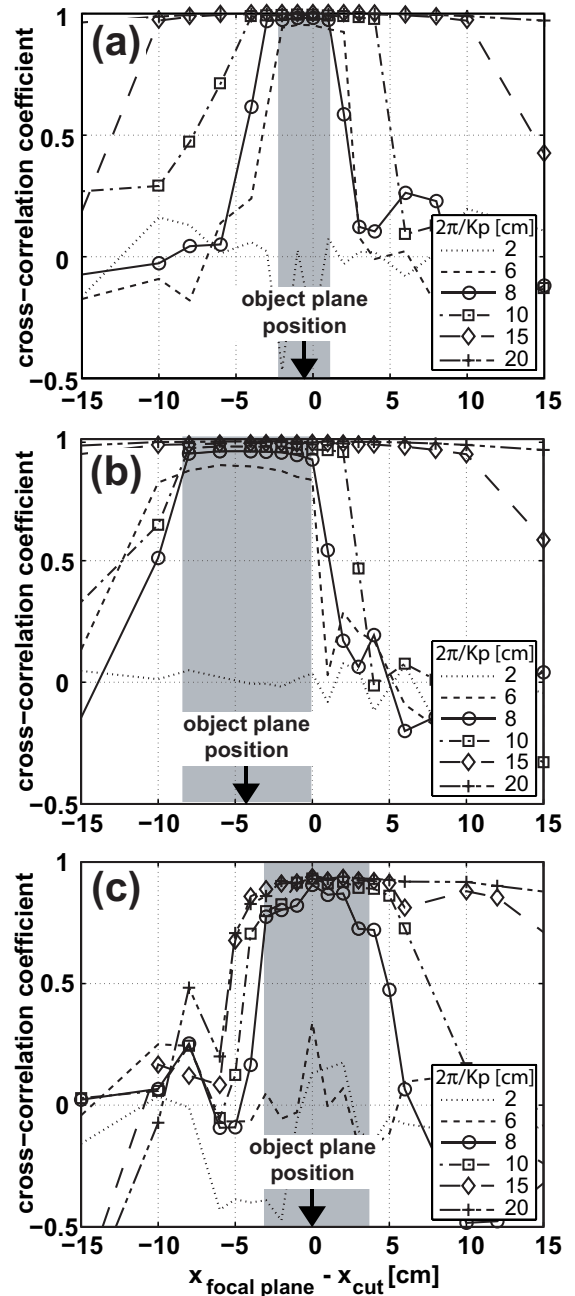 (a)
cross−correlation coefficient
1
0.5
0
−0.5
−15 −10 −5 0 5 10 15
object plane
position
2π/Kp [cm]
2
6
8
10
15
20
(b)
cross−correlation coefficient
1
0.5
0
−0.5
−15 −10 −5 0 5 10 15
object plane
position
2π/Kp [cm]
2
6
8
10
15
20
(c)
cross−correlation coefficient
1
0.5
0
−0.5
−15 −10 −5 0 5 10 15
object plane
position
2π/Kp [cm]
2
6
8
10
15
20
x focal plane - x cut [cm]